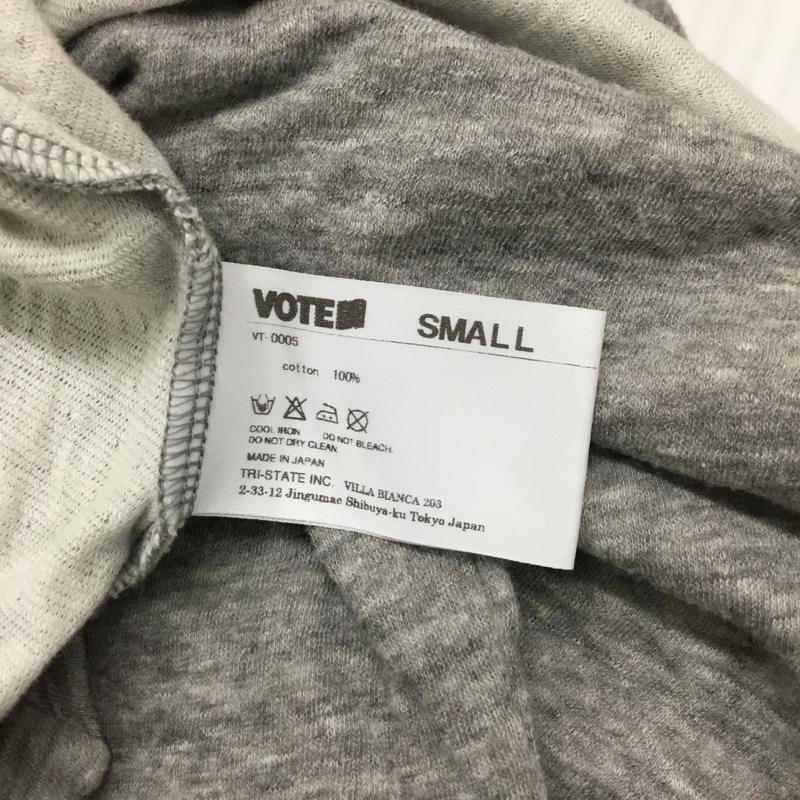 VOTE SMALL
VT-0005
cotton 100%
COOL IRON DO NOT BLEACH.
DO NOT DRY CLEAN
MADE IN JAPAN
TRI-STATE INC. VILLA BIANCA 203
2-33-12 Jingumae Shibuya-ku Tokyo Japan